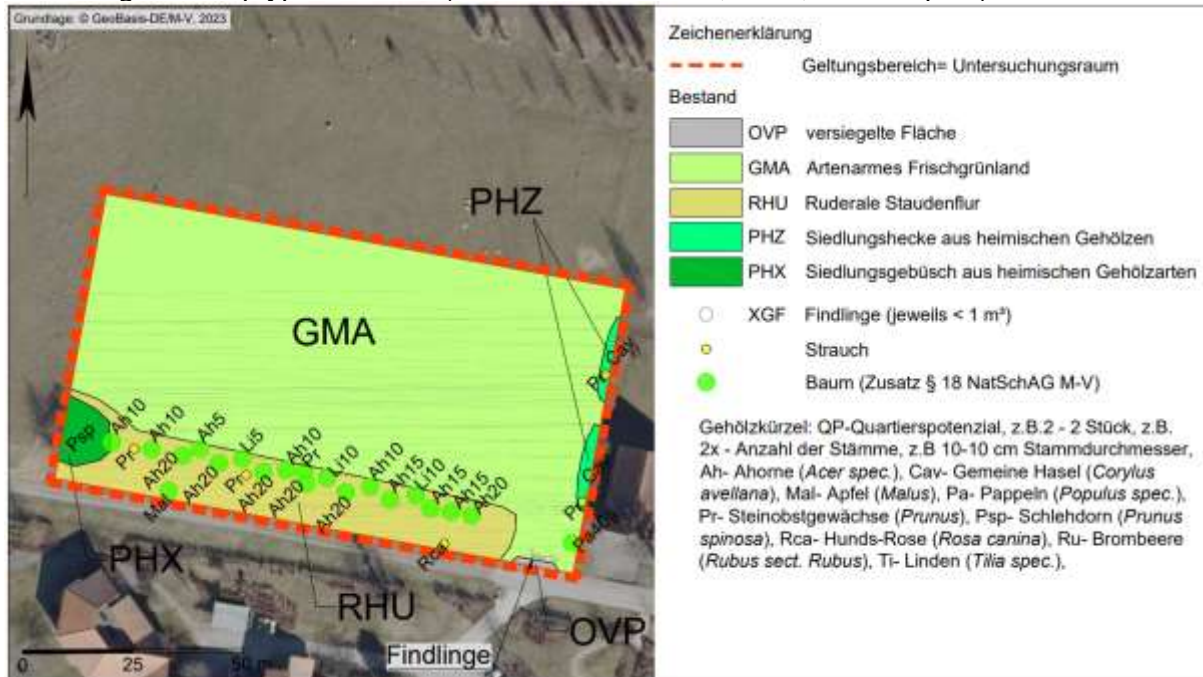 Grundlage: © GeoBasis-DE/M-V, 2023
PHZ
GMA
Cav
Pr
Psp
Ah10
Pr
Ah10
Ah5
Li5
Ah10
Pr
Li10
Ah10
Ah15
Li10
Ah15
Ah15
Ah20
Ah20
Mal
Ah20
Pr
Pr
Ah20
Ah20
Ah20
Rca
Pr
PHX
RHU
OVP
Findlinge
0 25 50 m
Zeichenerklärung
Geltungsbereich= Untersuchungsraum
Bestand
OVP versiegelte Fläche
GMA Artenarmes Frischgrünland
RHU Ruderale Staudenflur
PHZ Siedlungshecke aus heimischen Gehölzen
PHX Siedlungsgebüsch aus heimischen Gehölzarten
XGF Findlinge (jeweils < 1 m³)
Strauch
Baum (Zusatz § 18 NatSchAG M-V)
Gehölzkürzel: QP-Quartierspotenzial, z.B.2 - 2 Stück, z.B.
2x - Anzahl der Stämme, z.B 10-10 cm Stammdurchmesser,
Ah- Ahorne (Acer spec.), Cav- Gemeine Hasel (Corylus
avellana), Mal- Apfel (Malus), Pa- Pappeln (Populus spec.),
Pr- Steinobstgewächse (Prunus), Psp- Schlehdorn (Prunus
spinosa), Rca- Hunds-Rose (Rosa canina), Ru- Brombeere
(Rubus sect. Rubus), Ti- Linden (Tilia spec.),